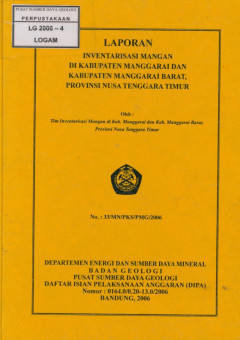 PUSAT SUMBER DAYA GEOLOGI
PERPUSTAKAAN
LG 2006 – 4
LOGAM
LAPORAN
INVENTARISASI MANGAN
DI KABUPATEN MANGGARAI DAN
KABUPATEN MANGGARAI BARAT,
PROVINSI NUSA TENGGARA TIMUR
Oleh :
Tim Inventarisasi Mangan di Kab. Manggarai dan Kab. Manggarai Barat,
Provinsi Nusa Tenggara Timur
No. : 33/MN/PKS/PMG/2006
DEPARTEMEN ENERGI DAN SUMBER DAYA MINERAL
BADAN GEOLOGI
PUSAT SUMBER DAYA GEOLOGI
DAFTAR ISIAN PELAKSANAAN ANGGARAN (DIPA)
Nomor : 0164.0/0.20-13.0/2006
BANDUNG, 2006